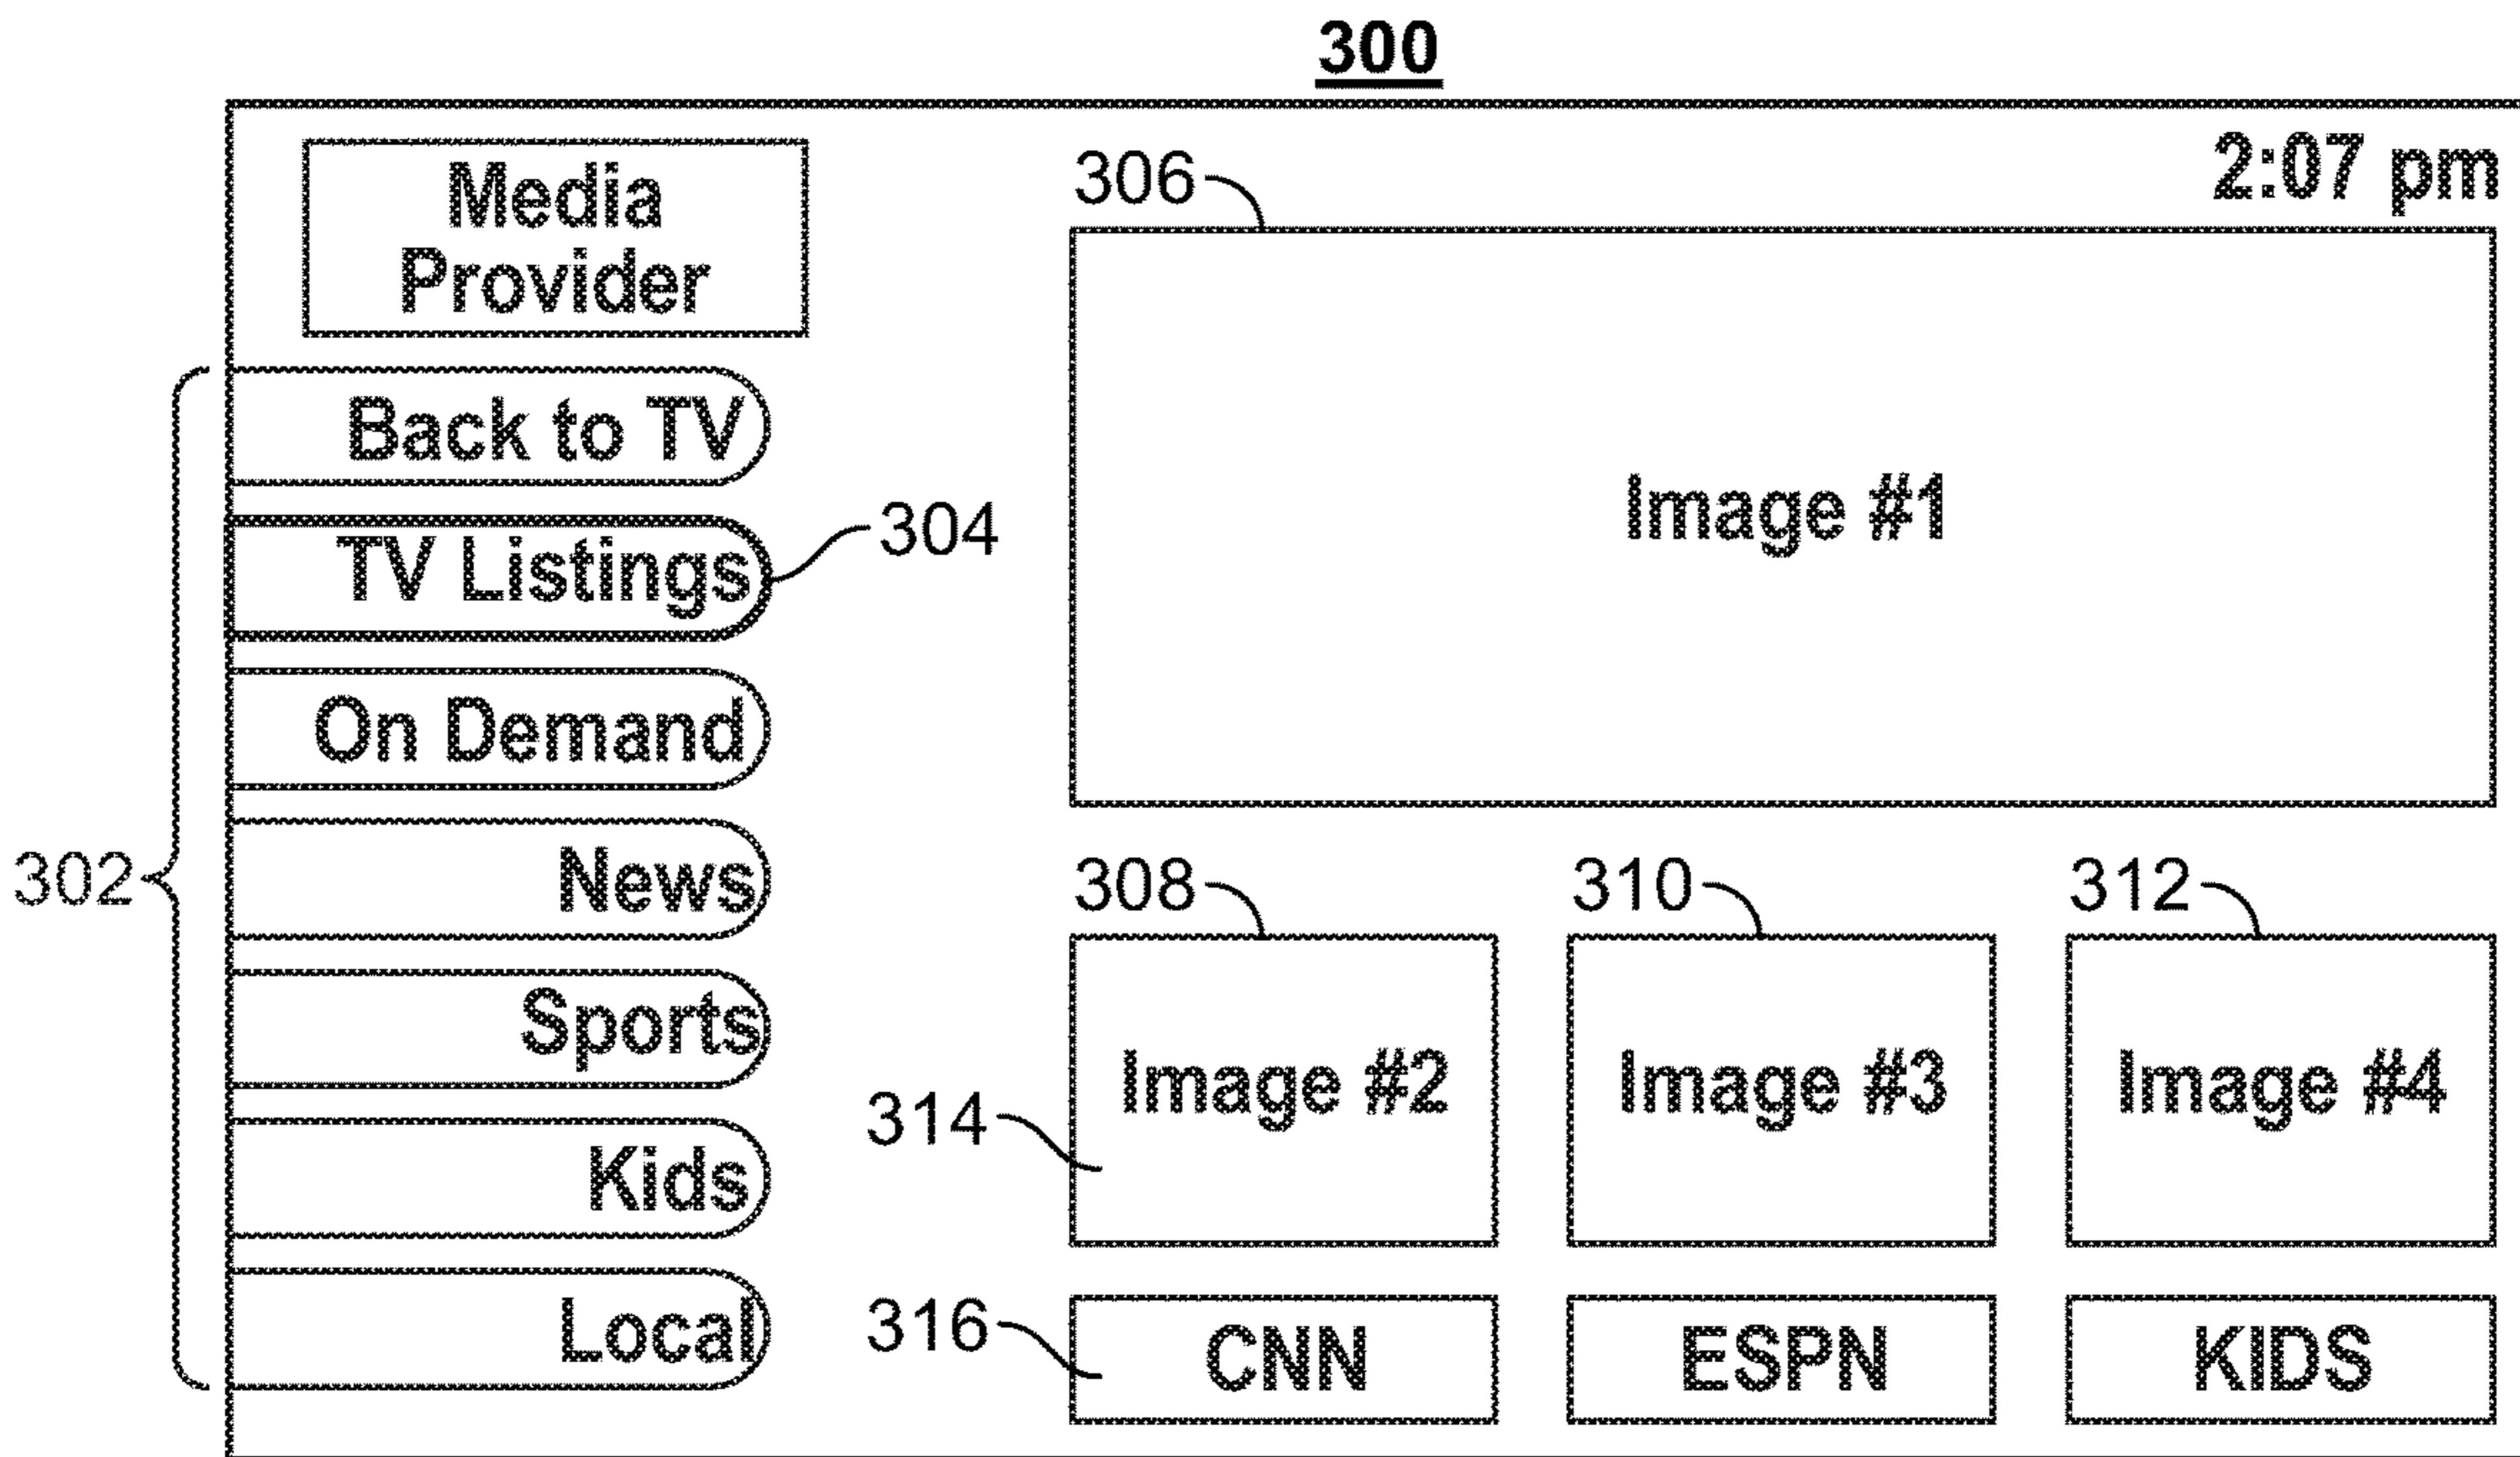 300
Media
Provider
2:07 pm
306
Image #1
302
Back to TV
TV Listings
304
On Demand
News
Sports
Kids
Local
308
310
312
Image #2
Image #3
Image #4
314
316
CNN
ESPN
KIDS